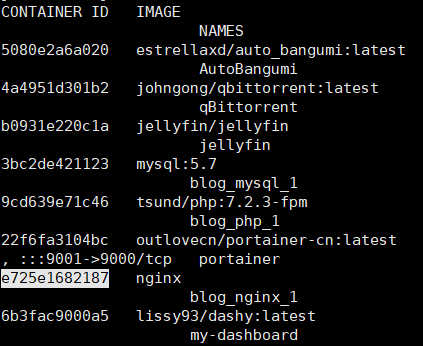 CONTAINER ID   IMAGE
NAMES
5080e2a6a020   estrellaxd/auto_bangumi:latest
AutoBangumi
4a4951d301b2   johngong/qbittorrent:latest
qBittorrent
b0931e220c1a   jellyfin/jellyfin
jellyfin
3bc2de421123   mysql:5.7
blog_mysql_1
9cd639e71c46   tsund/php:7.2.3-fpm
blog_php_1
22f6fa3104bc   outlovecn/portainer-cn:latest
, :::9001->9000/tcp   portainer
e725e1682187   nginx
blog_nginx_1
6b3fac9000a5   lissy93/dashy:latest
my-dashboard